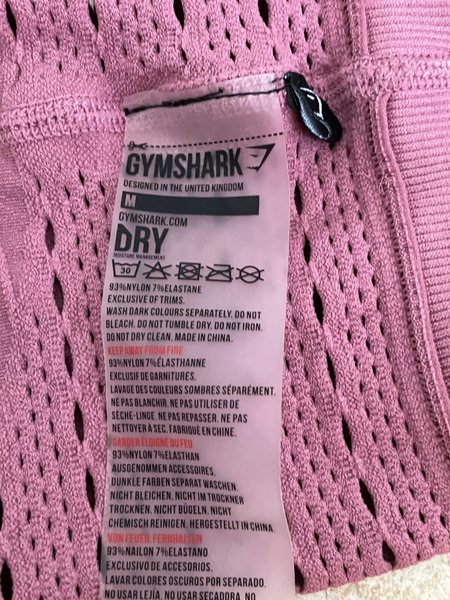 GYMSHARK
DESIGNED IN THE UNITED KINGDOM
M
GYMSHARK.COM
DRY
MOISTURE MANAGEMENT
30
93%NYLON 7%ELASTANE
EXCLUSIVE OF TRIMS.
WASH DARK COLOURS SEPARATELY. DO NOT
BLEACH. DO NOT TUMBLE DRY. DO NOT IRON.
DO NOT DRY CLEAN. MADE IN CHINA.
KEEP AWAY FROM FIRE
93%NYLON 7%ELASTHANNE
EXCLUSIF DE GARNITURES.
LAVAGE DES COULEURS SOMBRES SÉPARÉMENT.
NE PAS BLANCHIR. NE PAS UTILISER DE
SÈCHE-LINGE. NE PAS REPASSER. NE PAS
NETTOYER À SEC. FABRIQUÉ EN CHINE.
GARDER ÉLOIGNÉ DU FEU
93%NYLON 7%ELASTHAN
AUSGENOMMEN ACCESSOIRES.
DUNKLE FARBEN SEPARAT WASCHEN.
NICHT BLEICHEN. NICHT IM TROCKNER
TROCKNEN. NICHT BÜGELN. NICHT
CHEMISCH REINIGEN. HERGESTELLT IN CHINA.
VON FEUER FERNHALTEN
93%NAILON 7%ELASTANO
EXCLUSIVO DE ACCESORIOS.
LAVAR COLORES OSCUROS POR SEPARADO.
NO USAR LEJÍA. NO USAR SECADORA. NO